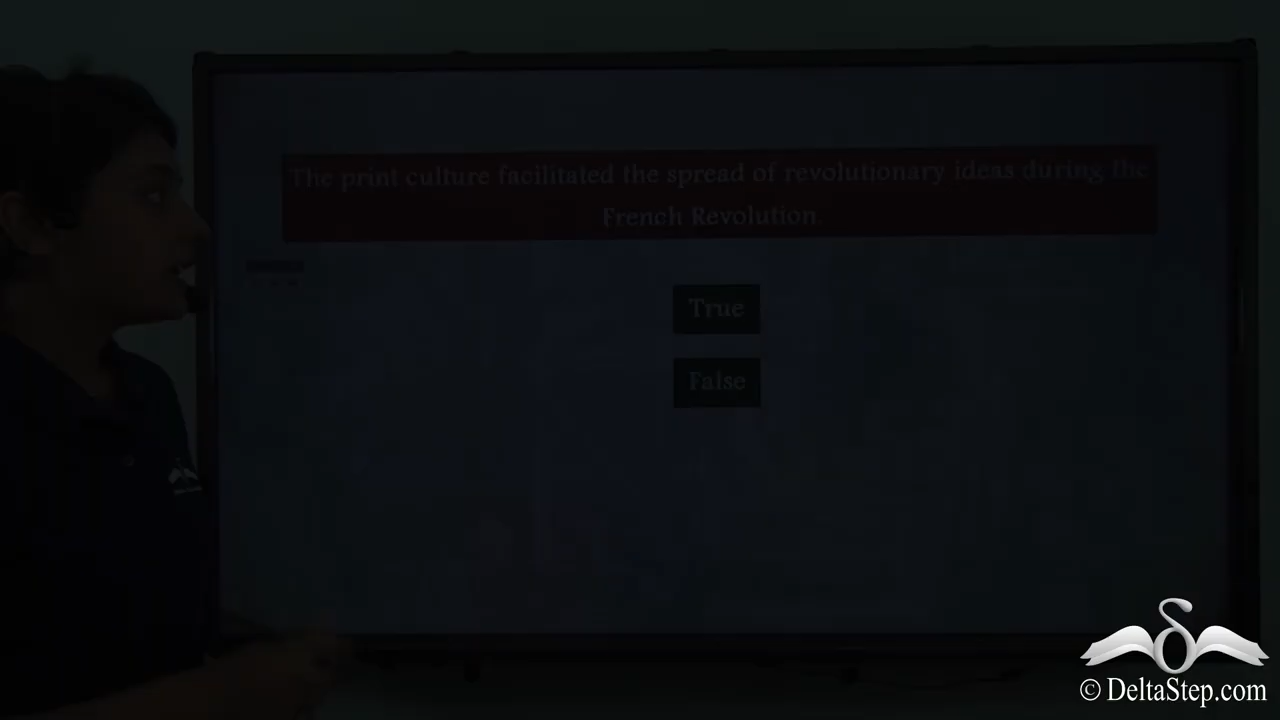 The print culture facilitated the spread of revolutionary ideas during the
French Revolution.
True
False
© DeltaStep.com